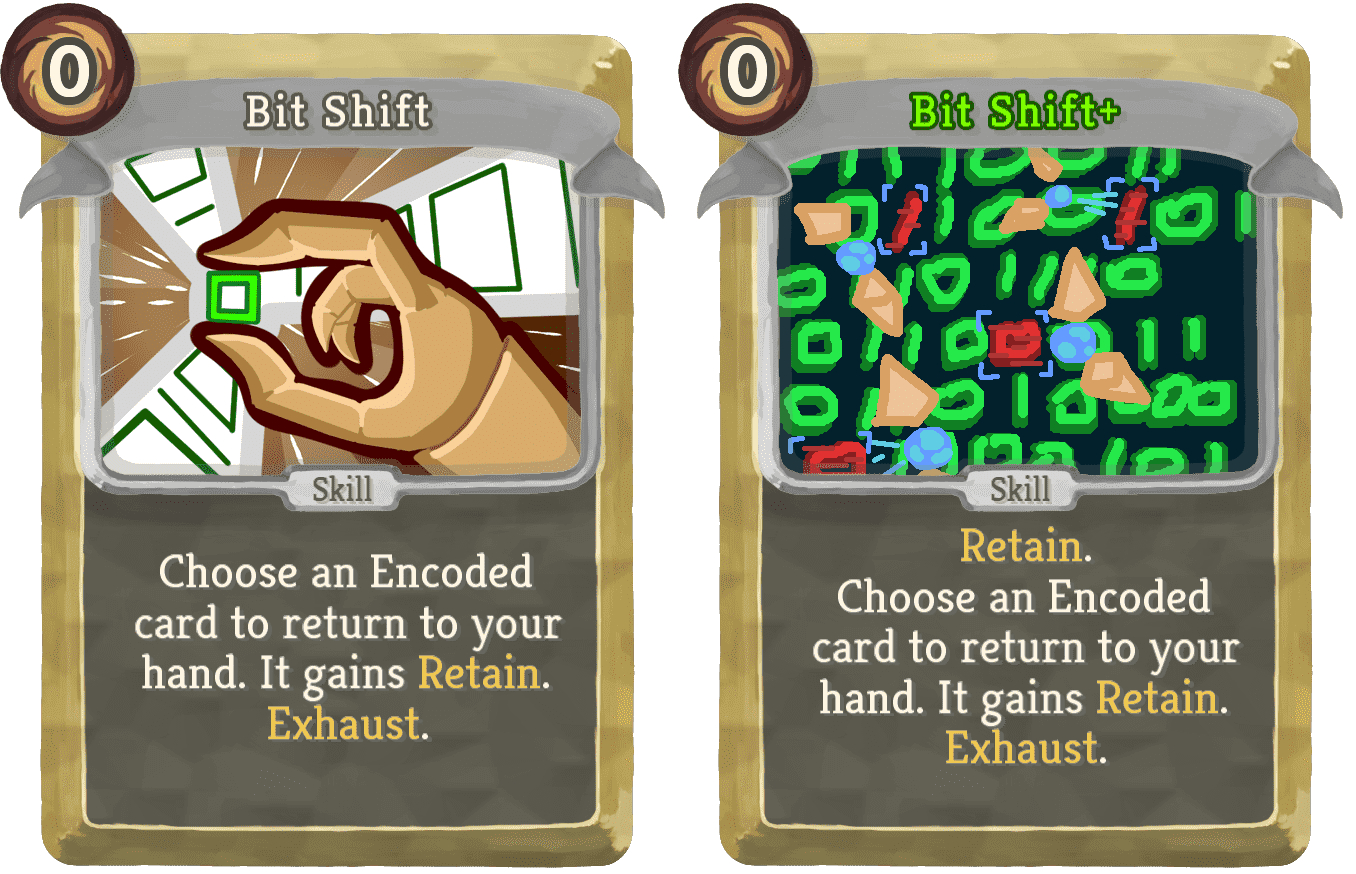 0
Bit Shift
Skill
Choose an Encoded
card to return to your
hand. It gains Retain.
Exhaust.
0
Bit Shift+
Skill
Retain.
Choose an Encoded
card to return to your
hand. It gains Retain.
Exhaust.